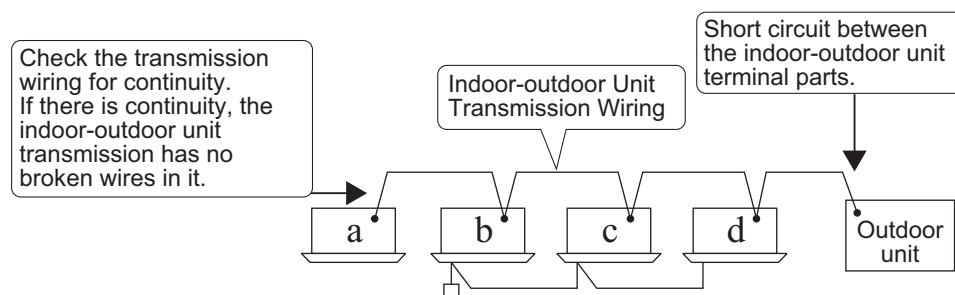 Check the transmission
wiring for continuity.
If there is continuity, the
indoor-outdoor unit
transmission has no
broken wires in it.
Indoor-outdoor Unit
Transmission Wiring
Short circuit between
the indoor-outdoor unit
terminal parts.
a
b
c
d
Outdoor
unit